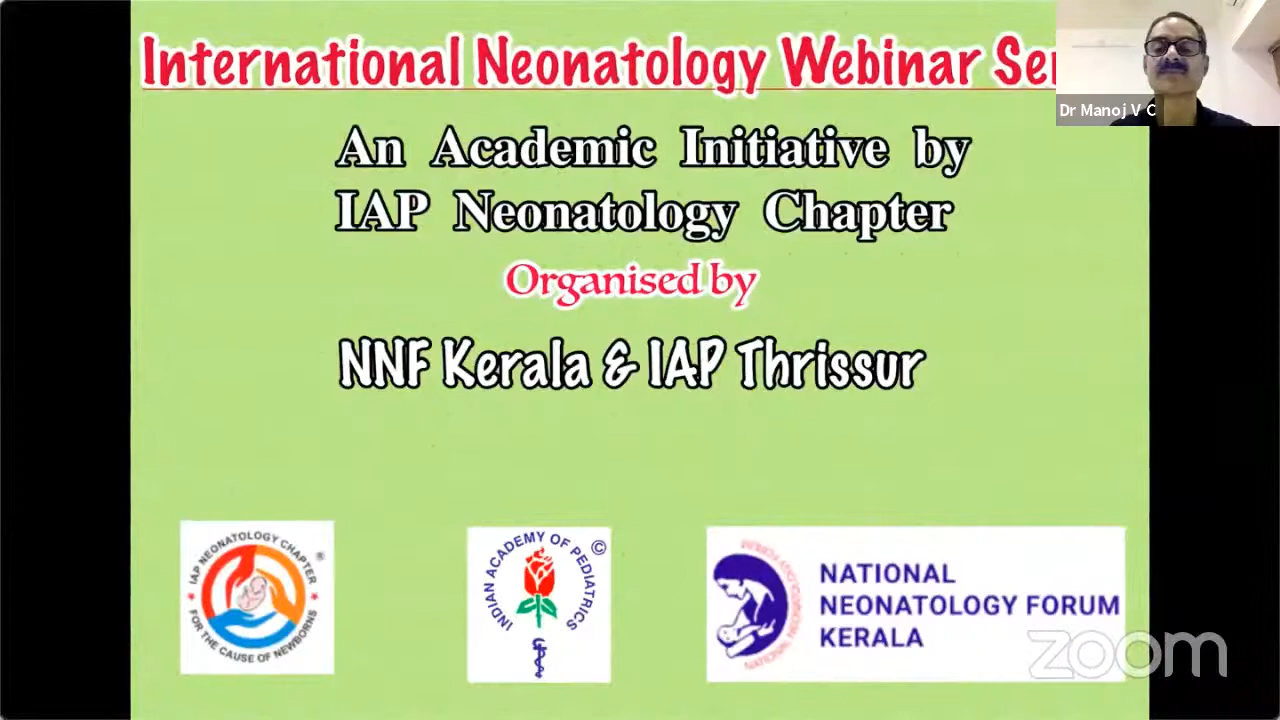 International Neonatology Webinar Ser
Dr Manoj V C
An Academic Initiative by
IAP Neonatology Chapter
Organised by
NNF Kerala & IAP Thrissur
IAP NEONATOLOGY CHAPTER
®
FOR THE CAUSE OF NEWBORNS
INDIAN ACADEMY OF PEDIATRICS
©
NATIONAL
NEONATOLOGY FORUM
KERALA
zoom